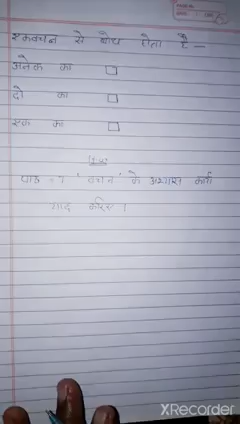 एकवचन से बोध होता है —
अनेक का
दो का
एक का
पाठ - 7 'वचन' के अभ्यास कार्य
याद करिए ।
XRecorder